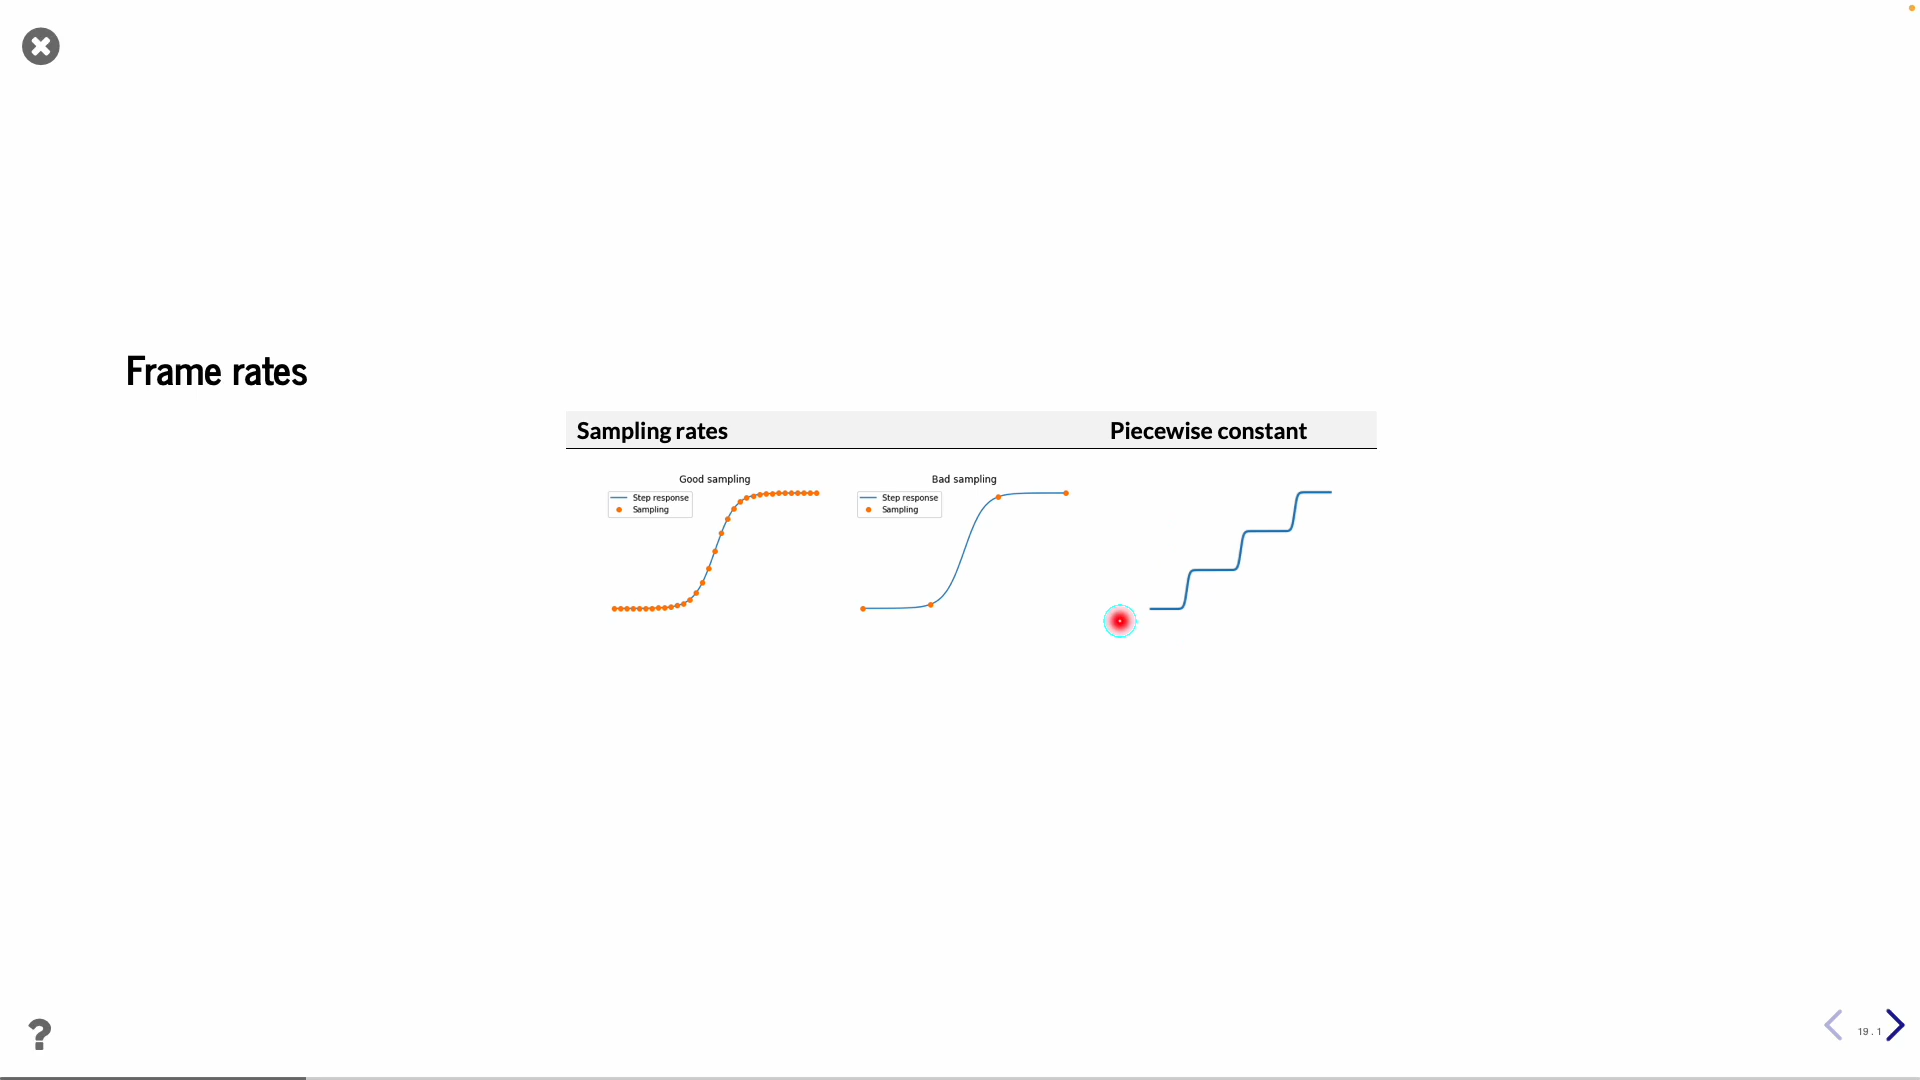 Frame rates
Sampling rates
Piecewise constant
Good sampling
Step response
Sampling
Bad sampling
Step response
Sampling
?
19 . 1